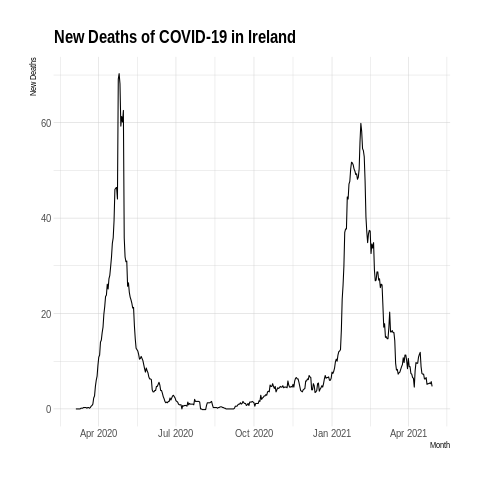 New Deaths of COVID-19 in Ireland
New Deaths
60
40
20
0
Apr 2020
Jul 2020
Oct 2020
Jan 2021
Apr 2021
Month